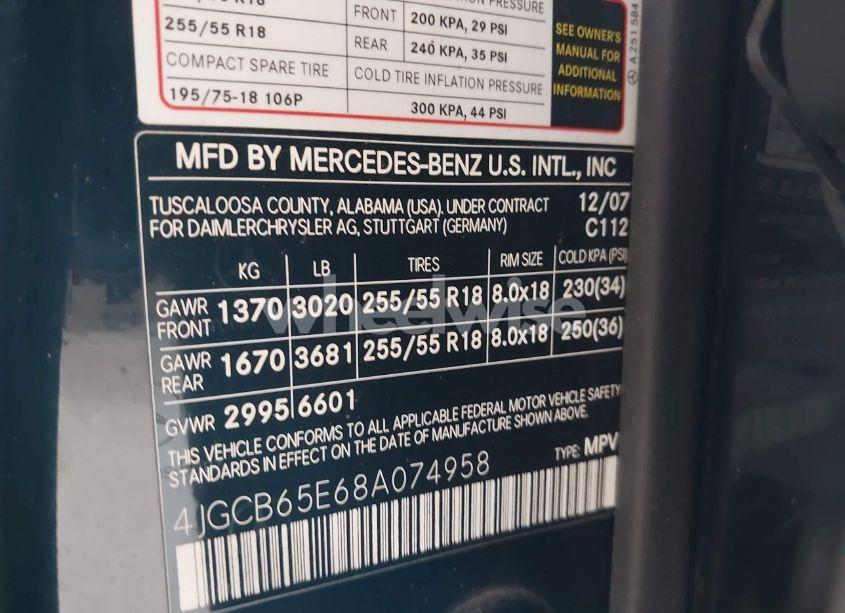 PRESSURE
FRONT 200 KPA, 29 PSI
255/55 R18 REAR 240 KPA, 35 PSI
COMPACT SPARE TIRE COLD TIRE INFLATION PRESSURE
195/75-18 106P 300 KPA, 44 PSI
SEE OWNER'S
MANUAL FOR
ADDITIONAL
INFORMATION
A 251 584
MFD BY MERCEDES-BENZ U.S. INTL., INC
TUSCALOOSA COUNTY, ALABAMA (USA). UNDER CONTRACT 12/07
FOR DAIMLERCHRYSLER AG, STUTTGART (GERMANY) C112
KG LB TIRES RIM SIZE COLD KPA (PSI)
GAWR FRONT 1370 3020 255/55 R18 8.0x18 230(34)
GAWR REAR 1670 3681 255/55 R18 8.0x18 250(36)
GVWR 2995 6601
THIS VEHICLE CONFORMS TO ALL APPLICABLE FEDERAL MOTOR VEHICLE SAFETY
STANDARDS IN EFFECT ON THE DATE OF MANUFACTURE SHOWN ABOVE.
4JGCB65E68A074958 TYPE: MPV
wheelwise